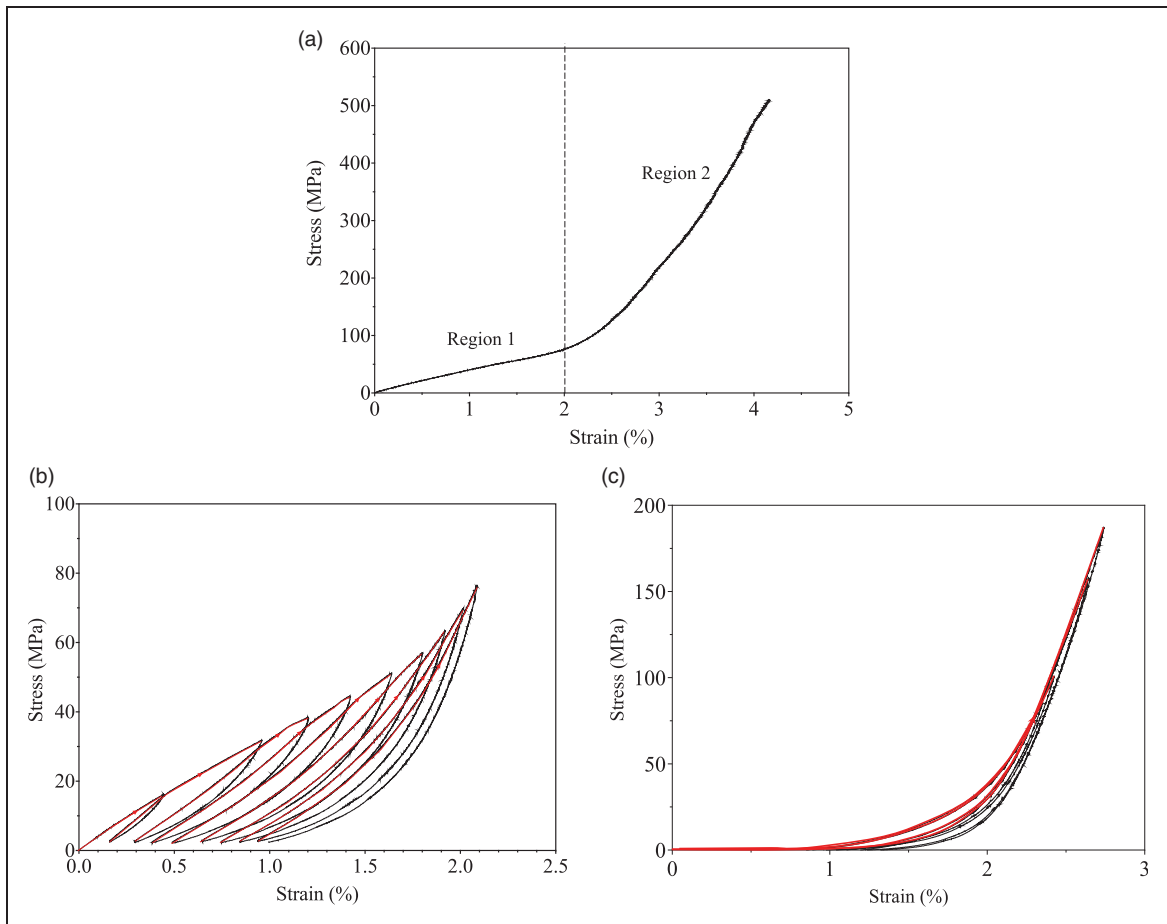 (a)
600
500
400
300
200
100
0
Stress (MPa)
Region 1
Region 2
0 1 2 3 4 5
Strain (%)
(b)
100
80
60
40
20
0
Stress (MPa)
0.0 0.5 1.0 1.5 2.0 2.5
Strain (%)
(c)
200
150
100
50
0
Stress (MPa)
0 1 2 3
Strain (%)